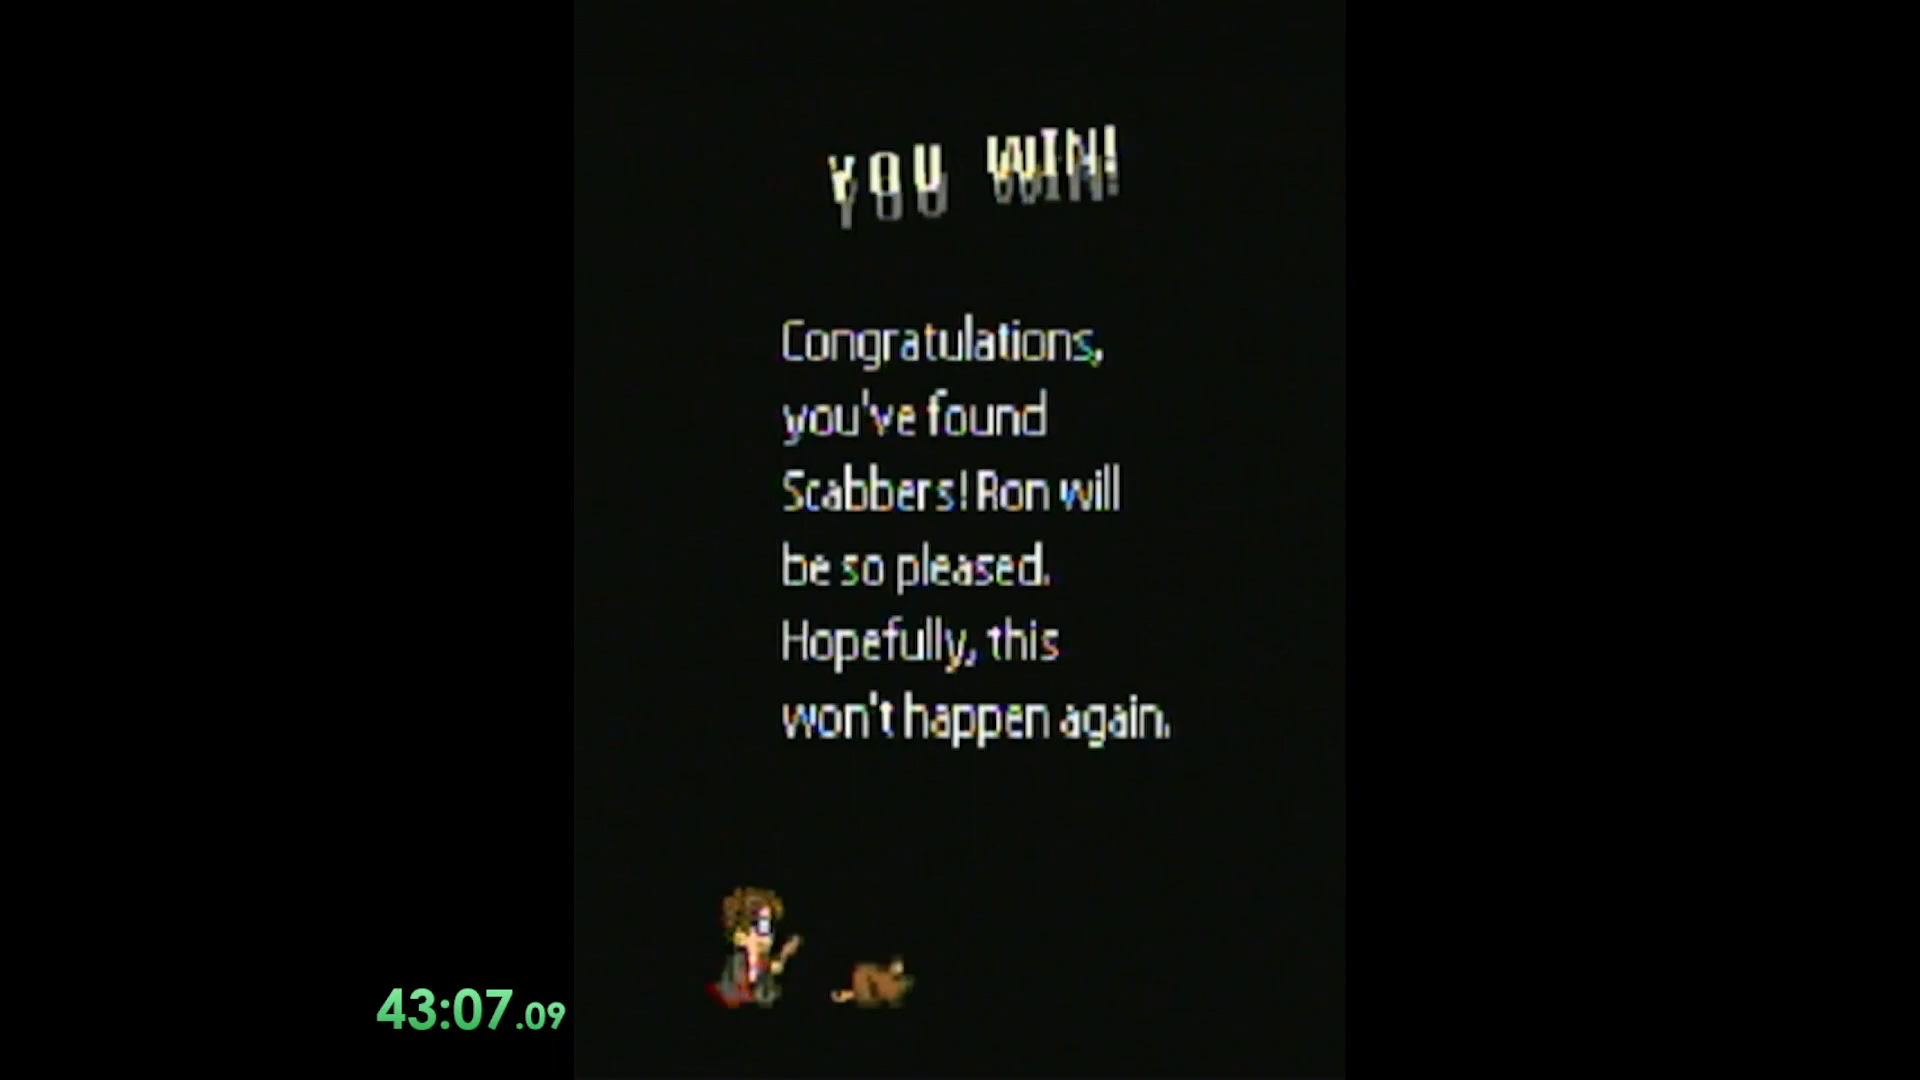 YOU WIN!
Congratulations,
you've found
Scabbers! Ron will
be so pleased.
Hopefully, this
won't happen again.
43:07.09